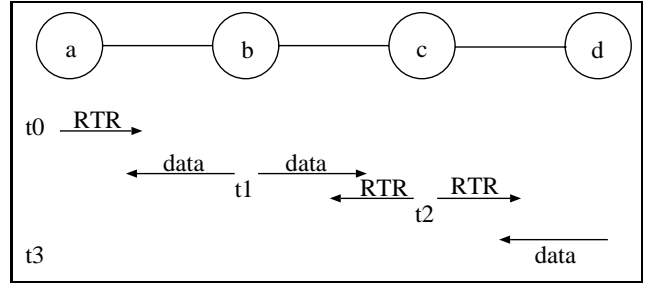 a b c d
t0 RTR
data t1 data
RTR t2 RTR
t3 data